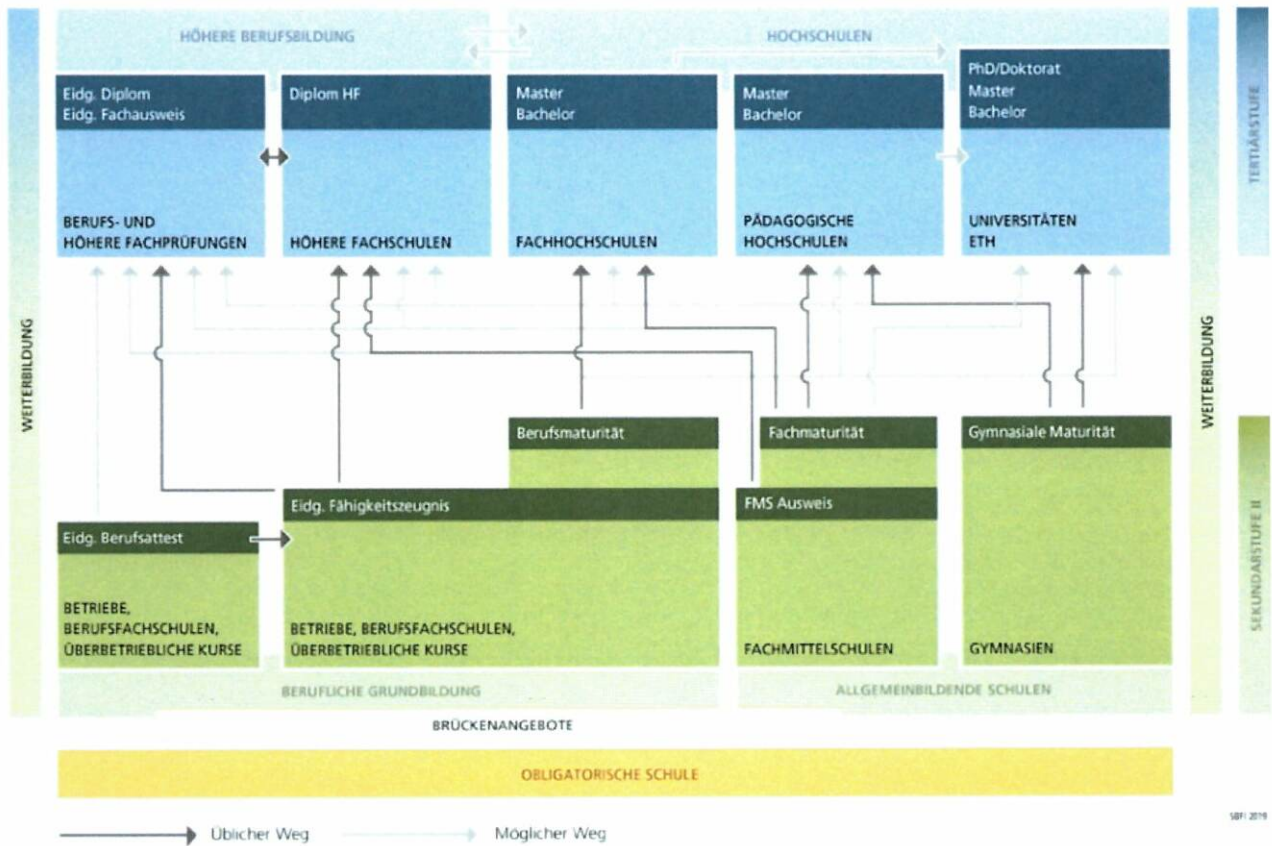 HÖHERE BERUFSBILDUNG
HOCHSCHULEN
Eidg. Diplom
Eidg. Fachausweis
Diplom HF
Master
Bachelor
Master
Bachelor
PhD/Doktorat
Master
Bachelor
BERUFS- UND
HÖHERE FACHPRÜFUNGEN
HÖHERE FACHSCHULEN
FACHHOCHSCHULEN
PÄDAGOGISCHE
HOCHSCHULEN
UNIVERSITÄTEN
ETH
TERTIÄRSTUFE
WEITERBILDUNG
WEITERBILDUNG
Berufsmaturität
Fachmaturität
Gymnasiale Maturität
Eidg. Fähigkeitszeugnis
FMS Ausweis
Eidg. Berufsattest
BETRIEBE,
BERUFSFACHSCHULEN,
ÜBERBETRIEBLICHE KURSE
BETRIEBE, BERUFSFACHSCHULEN,
ÜBERBETRIEBLICHE KURSE
FACHMITTELSCHULEN
GYMNASIEN
SEKUNDARSTUFE II
BERUFLICHE GRUNDBILDUNG
ALLGEMEINBILDENDE SCHULEN
BRÜCKENANGEBOTE
OBLIGATORISCHE SCHULE
Üblicher Weg
Möglicher Weg
SBFI 2019